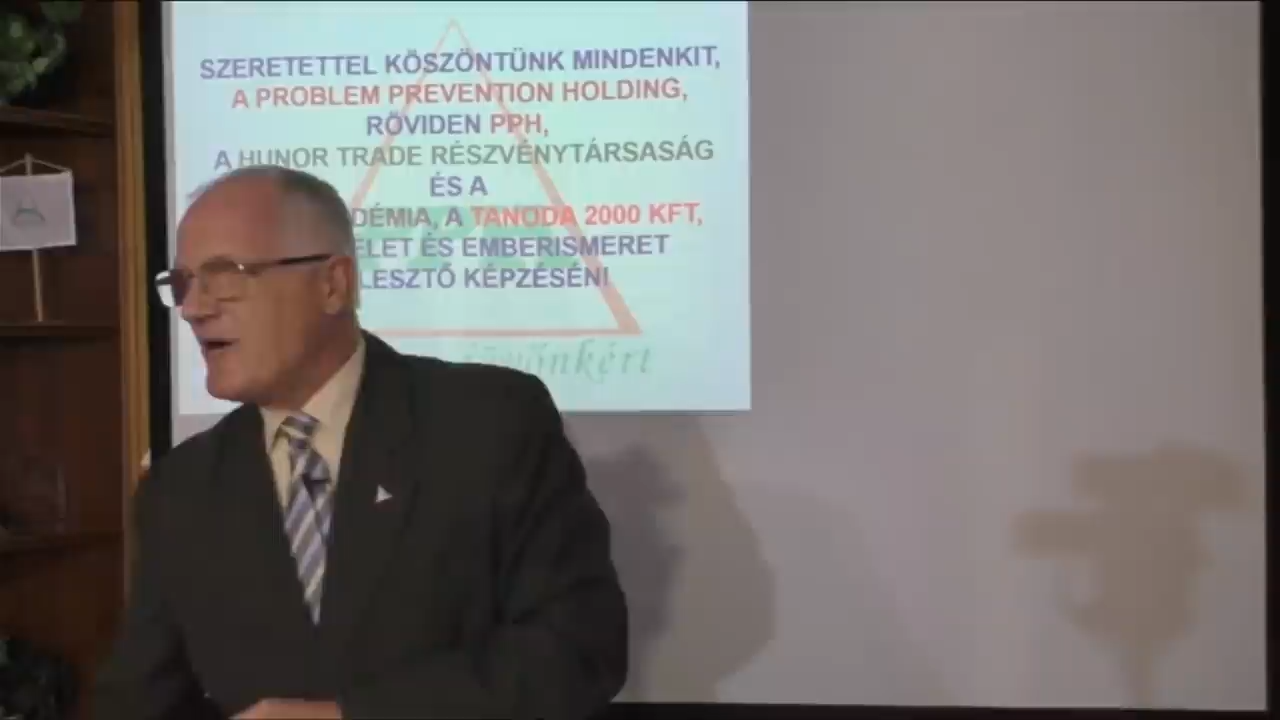 SZERETETTEL KÖSZÖNTÜNK MINDENKIT,
A PROBLEM PREVENTION HOLDING,
RÖVIDEN PPH,
A HUNOR TRADE RÉSZVÉNYTÁRSASÁG
ÉS A
DÉMIA, A TANODA 2000 KFT,
ELET ÉS EMBERISMERET
LESZTŐ KÉPZÉSÉN!